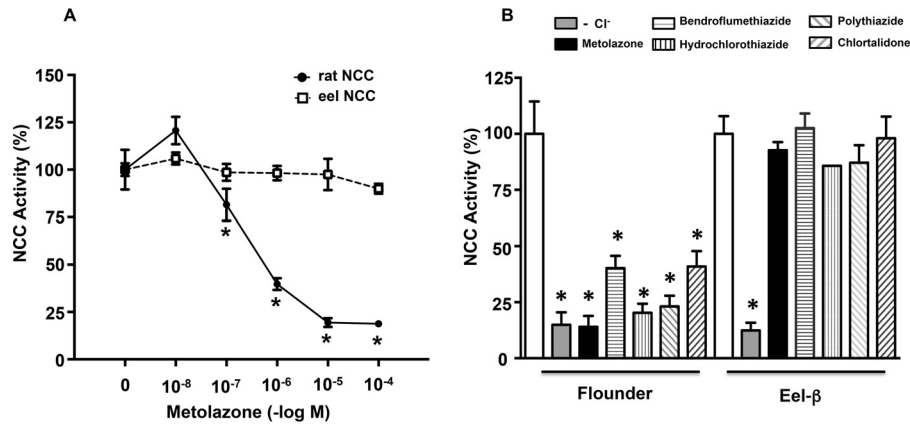 A
NCC Activity (%)
150
125
100
75
50
25
0
rat NCC
eel NCC
*
*
*
*
0
10-8
10-7
10-6
10-5
10-4
Metolazone (-log M)
B
- Cl-
Metolazone
Bendroflumethiazide
Hydrochlorothiazide
Polythiazide
Chlortalidone
NCC Activity (%)
125
100
75
50
25
0
* * * * * *
*
Flounder
Eel-β